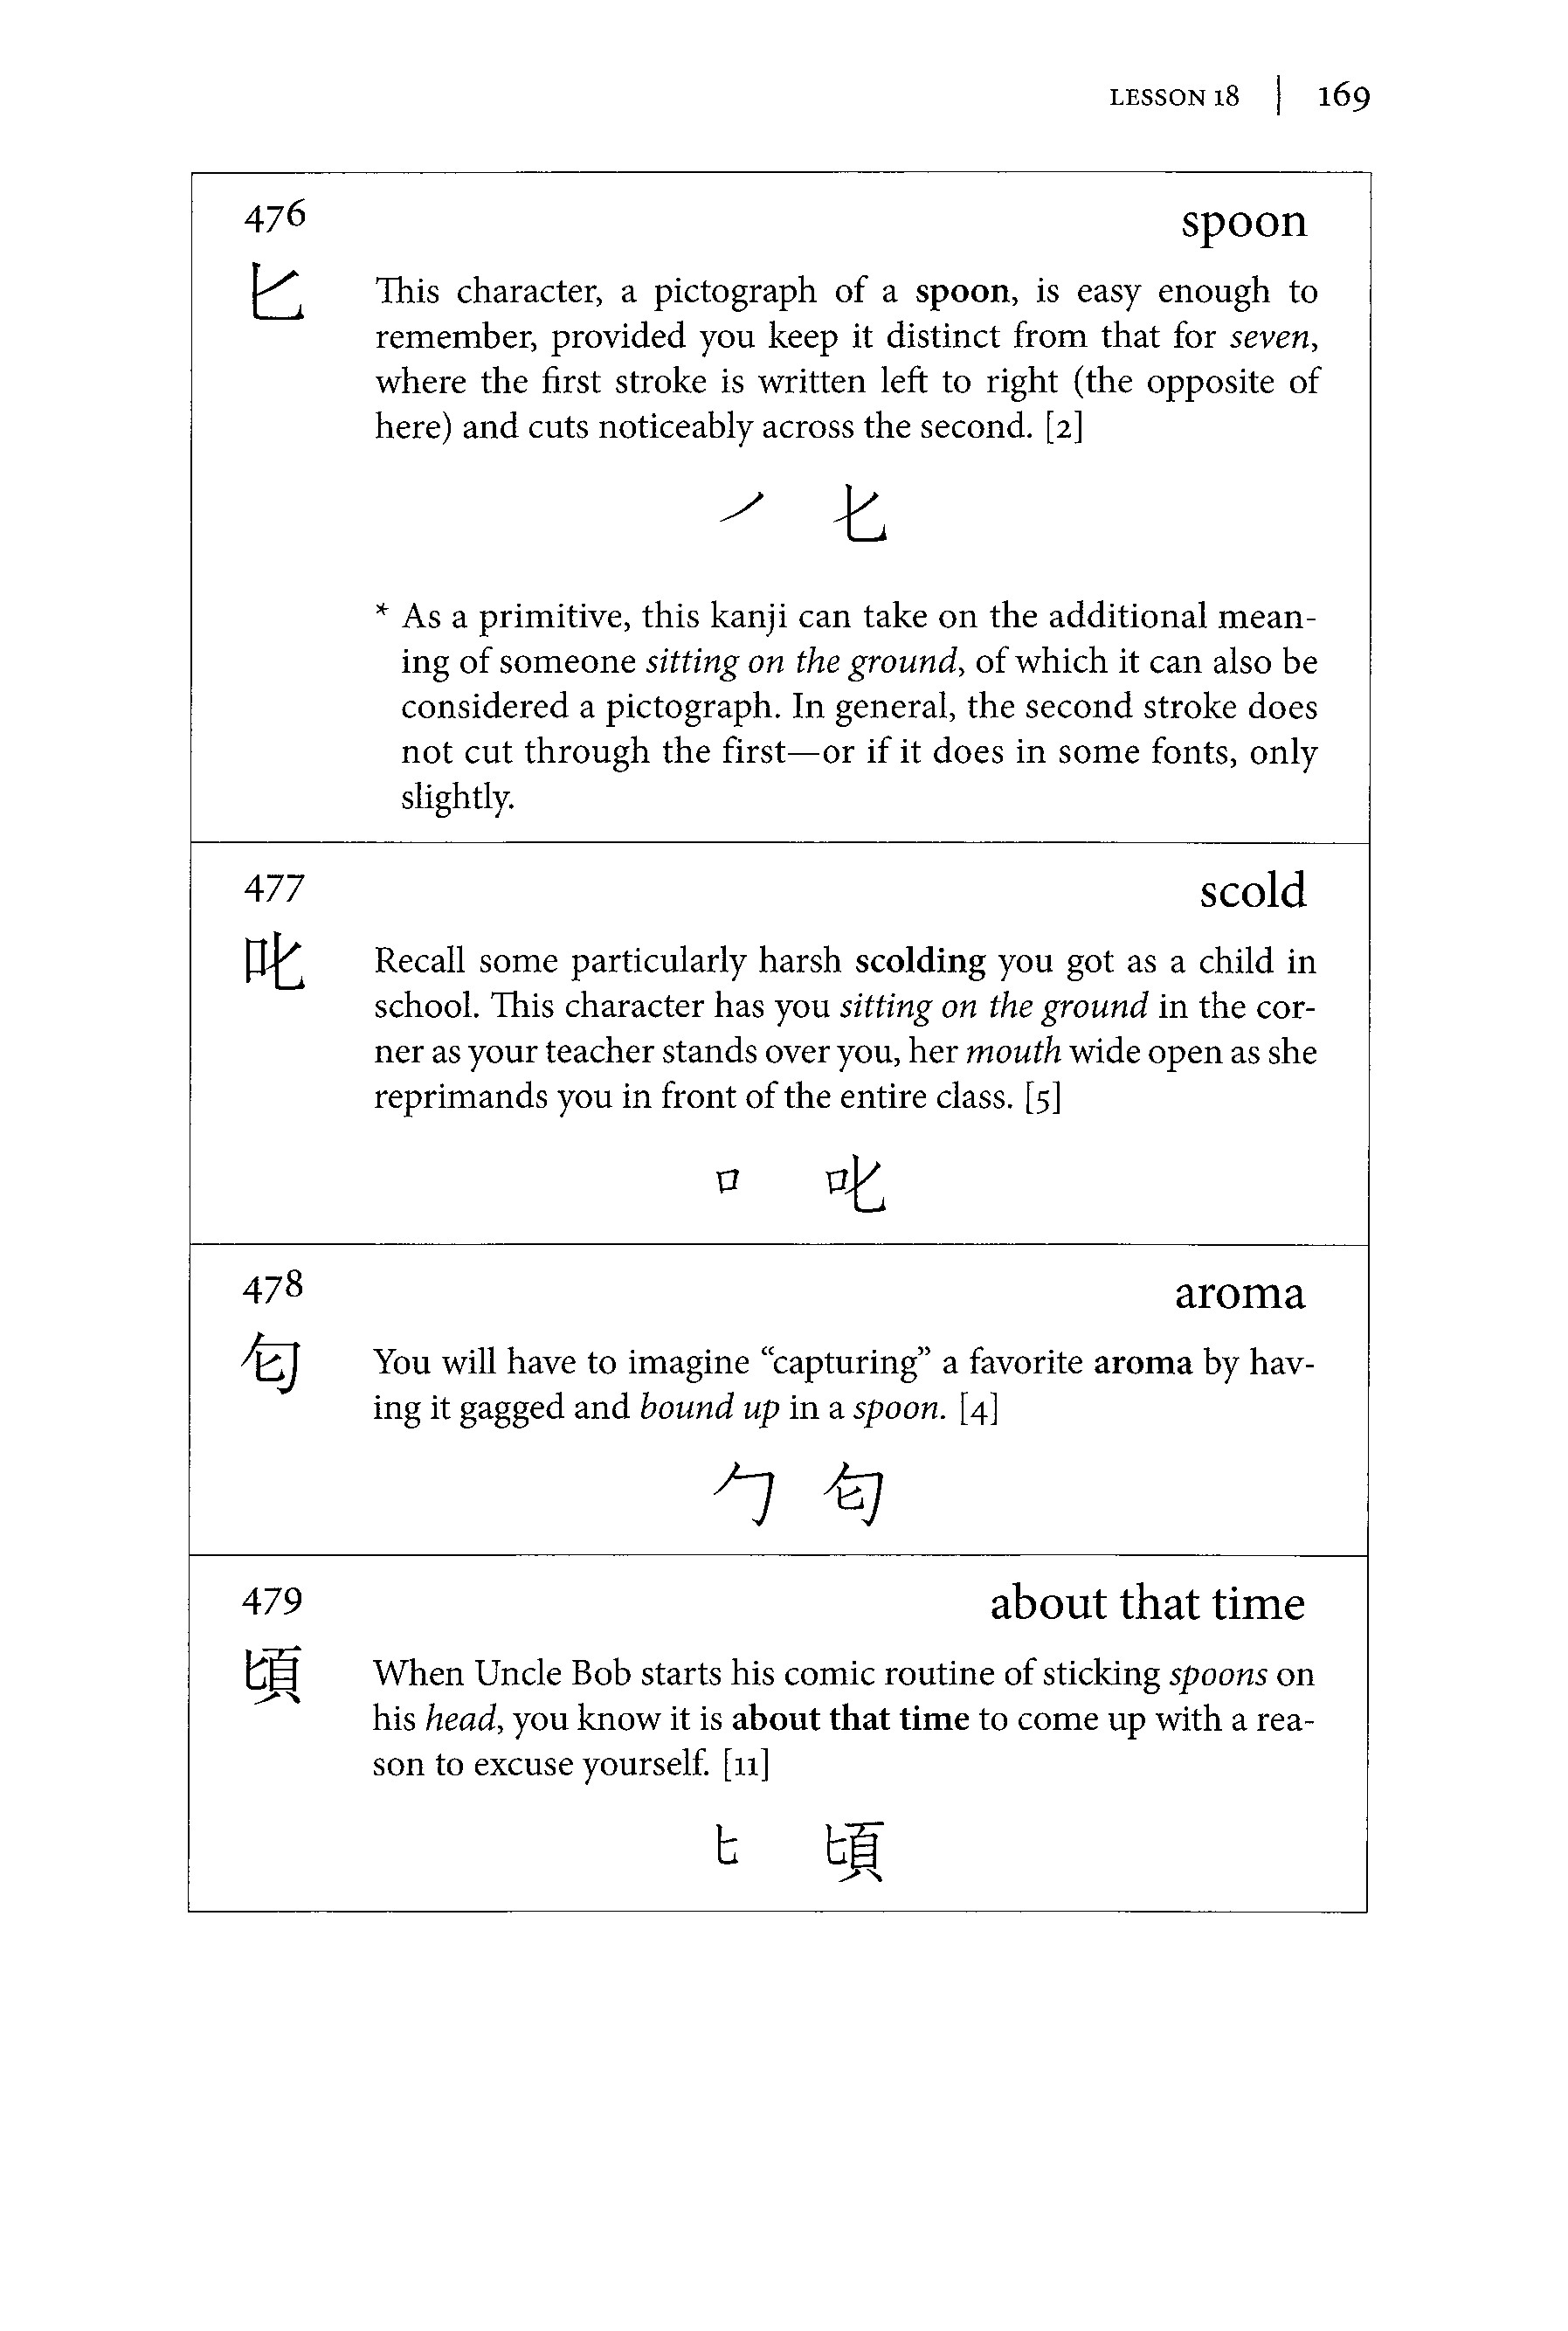 LESSON 18 | 169
476 spoon
匕 This character, a pictograph of a spoon, is easy enough to
remember, provided you keep it distinct from that for seven,
where the first stroke is written left to right (the opposite of
here) and cuts noticeably across the second. [2]
㇒ 匕
* As a primitive, this kanji can take on the additional mean-
ing of someone sitting on the ground, of which it can also be
considered a pictograph. In general, the second stroke does
not cut through the first—or if it does in some fonts, only
slightly.
477 scold
叱 Recall some particularly harsh scolding you got as a child in
school. This character has you sitting on the ground in the cor-
ner as your teacher stands over you, her mouth wide open as she
reprimands you in front of the entire class. [5]
口 叱
478 aroma
匂 You will have to imagine “capturing” a favorite aroma by hav-
ing it gagged and bound up in a spoon. [4]
勹 匂
479 about that time
頃 When Uncle Bob starts his comic routine of sticking spoons on
his head, you know it is about that time to come up with a rea-
son to excuse yourself. [11]
匕 頃